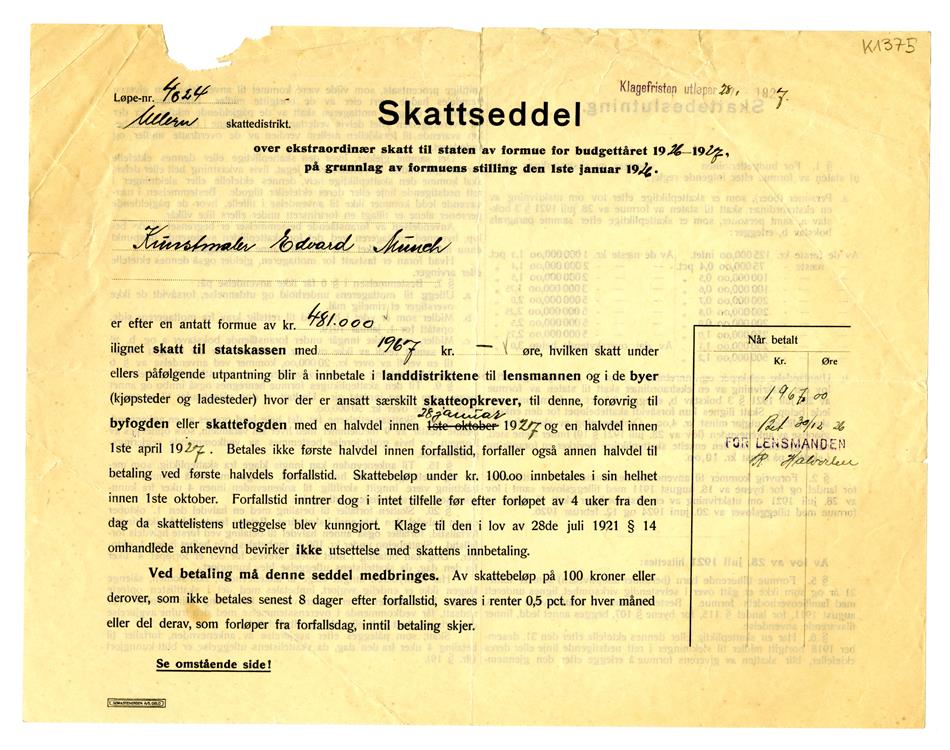 K1375
Klagefristen utløper 28/1 1927.
Løpe-nr. 4624
Ullern skattedistrikt.
Skattseddel
over ekstraordinær skatt til staten av formue for budgettåret 1926—1927,
på grunnlag av formuens stilling den 1ste januar 1926.
Kunstmaler Edvard Munch
er efter en antatt formue av kr. 481.000
ilignet skatt til statskassen med 1967 kr. — øre, hvilken skatt under
ellers påfølgende utpantning blir å innbetale i landdistriktene til lensmannen og i de byer
(kjøpsteder og ladesteder) hvor der er ansatt særskilt skatteopkrever, til denne, forøvrig til
28 januar
byfogden eller skattefogden med en halvdel innen 1ste oktober 1927 og en halvdel innen
1ste april 1927. Betales ikke første halvdel innen forfallstid, forfaller også annen halvdel til
betaling ved første halvdels forfallstid. Skattebeløp under kr. 100.00 innbetales i sin helhet
innen 1ste oktober. Forfallstid inntrer dog i intet tilfelle før efter forløpet av 4 uker fra den
dag da skattelistens utleggelse blev kunngjort. Klage til den i lov av 28de juli 1921 § 14
omhandlede ankenevnd bevirker ikke utsettelse med skattens innbetaling.
Ved betaling må denne seddel medbringes. Av skattebeløp på 100 kroner eller
derover, som ikke betales senest 8 dager efter forfallstid, svares i renter 0,5 pct. for hver måned
eller del derav, som forløper fra forfallsdag, inntil betaling skjer.
Se omstående side!
Når betalt
Kr. Øre
1967 00
Bet 30/12 26
FOR LENSMANDEN